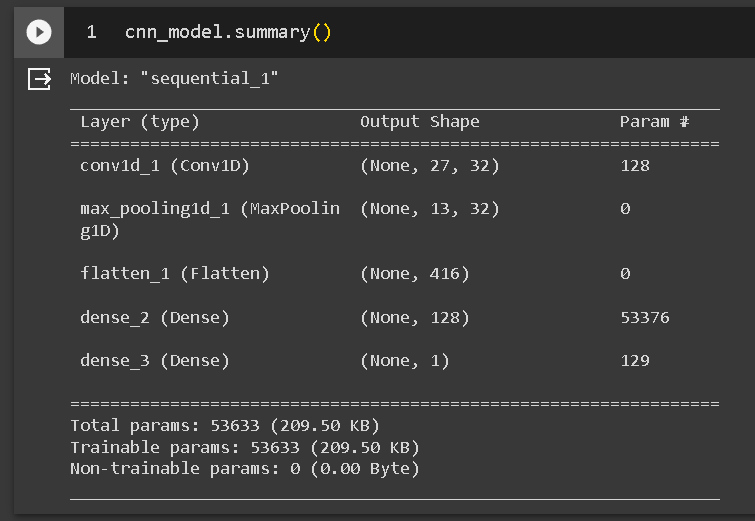 1 cnn_model.summary()
Model: "sequential_1"
Layer (type) Output Shape Param #
=================================================================
conv1d_1 (Conv1D) (None, 27, 32) 128
max_pooling1d_1 (MaxPoolin (None, 13, 32) 0
g1D)
flatten_1 (Flatten) (None, 416) 0
dense_2 (Dense) (None, 128) 53376
dense_3 (Dense) (None, 1) 129
=================================================================
Total params: 53633 (209.50 KB)
Trainable params: 53633 (209.50 KB)
Non-trainable params: 0 (0.00 Byte)